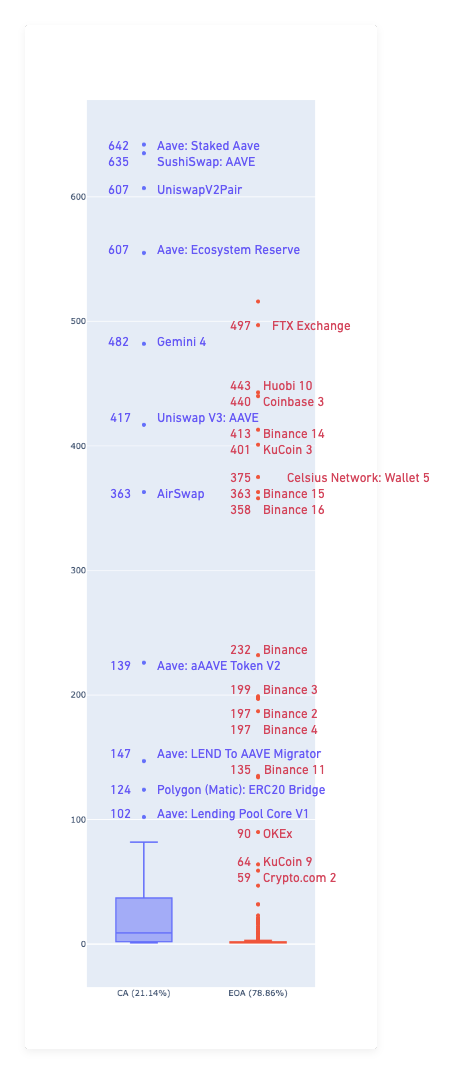 642 Aave: Staked Aave
635 SushiSwap: AAVE
607 UniswapV2Pair
600
607 Aave: Ecosystem Reserve
500
497 FTX Exchange
482 Gemini 4
443 Huobi 10
440 Coinbase 3
417 Uniswap V3: AAVE
413 Binance 14
400
401 KuCoin 3
375 Celsius Network: Wallet 5
363 AirSwap
363 Binance 15
358 Binance 16
300
232 Binance
139 Aave: aAAVE Token V2
199 Binance 3
200
197 Binance 2
197 Binance 4
147 Aave: LEND To AAVE Migrator
135 Binance 11
124 Polygon (Matic): ERC20 Bridge
102 Aave: Lending Pool Core V1
100
90 OKEx
64 KuCoin 9
59 Crypto.com 2
0
CA (21.14%)
EOA (78.86%)